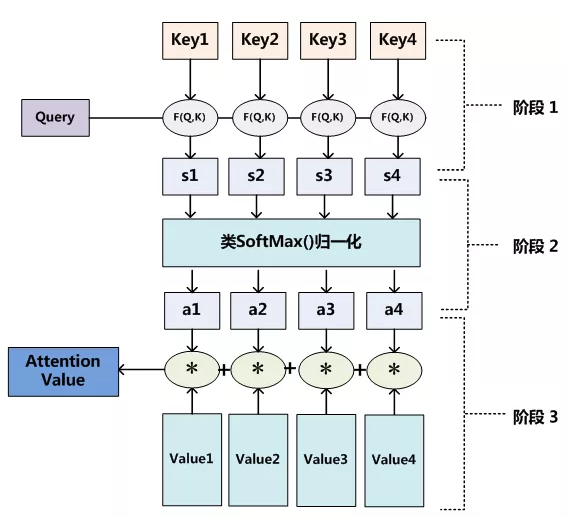 Key1 Key2 Key3 Key4
阶段 1
Query F(Q,K) F(Q,K) F(Q,K) F(Q,K)
s1 s2 s3 s4
类SoftMax()归一化
阶段 2
a1 a2 a3 a4
Attention
Value
* + * + * + *
阶段 3
Value1 Value2 Value3 Value4